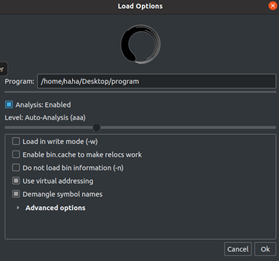 Load Options
er
Program: /home/haha/Desktop/program
Analysis: Enabled
Level: Auto-Analysis (aaa)
Load in write mode (-w)
Enable bin.cache to make relocs work
Do not load bin information (-n)
Use virtual addressing
Demangle symbol names
Advanced options
Cancel Ok